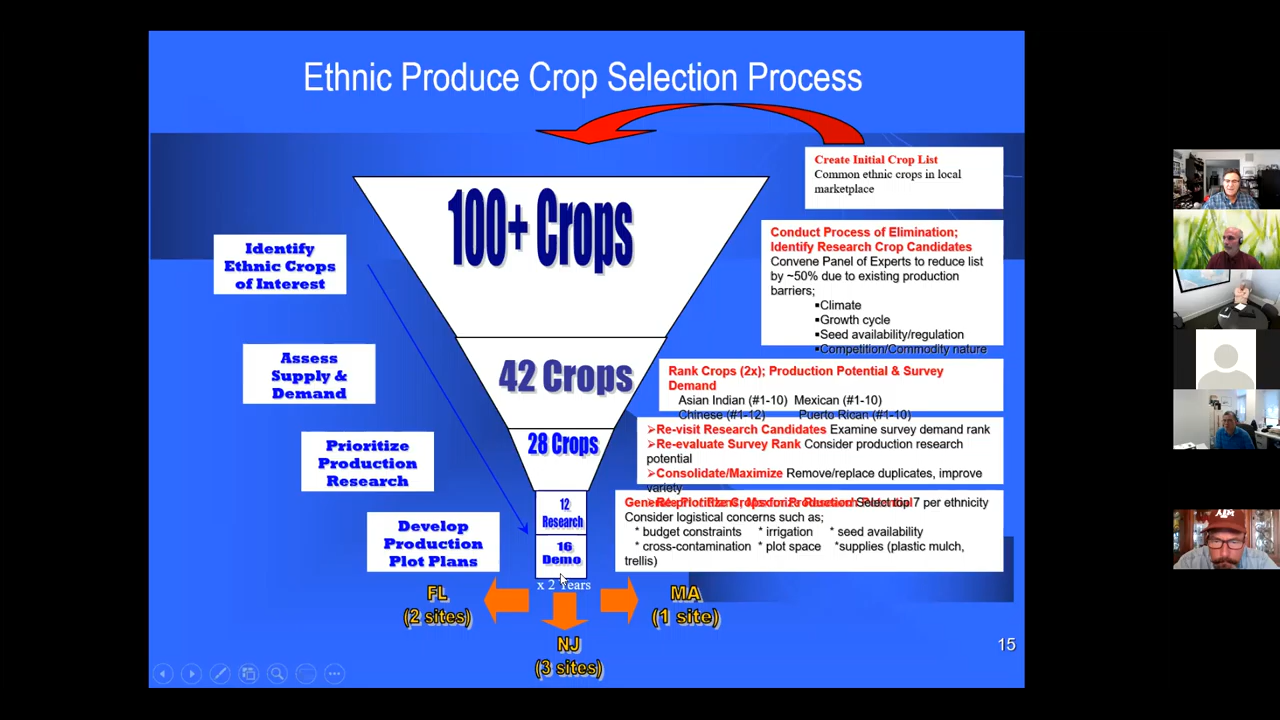 Ethnic Produce Crop Selection Process
Create Initial Crop List
Common ethnic crops in local
marketplace
100+ Crops
Identify
Ethnic Crops
of Interest
Conduct Process of Elimination;
Identify Research Crop Candidates
Convene Panel of Experts to reduce list
by ~50% due to existing production
barriers;
▪Climate
▪Growth cycle
▪Seed availability/regulation
▪Competition/Commodity nature
Assess
Supply &
Demand
42 Crops
Rank Crops (2x); Production Potential & Survey
Demand
Asian Indian (#1-10) Mexican (#1-10)
Chinese (#1-12) Puerto Rican (#1-10)
Prioritize
Production
Research
28 Crops
➢Re-visit Research Candidates Examine survey demand rank
➢Re-evaluate Survey Rank Consider production research
potential
➢Consolidate/Maximize Remove/replace duplicates, improve
variety
Select top 7 per ethnicity
Develop
Production
Plot Plans
12
Research
16
Demo
x 2 Years
Consider logistical concerns such as;
* budget constraints * irrigation * seed availability
* cross-contamination * plot space *supplies (plastic mulch,
trellis)
FL
(2 sites)
MA
(1 site)
NJ
(3 sites)
15